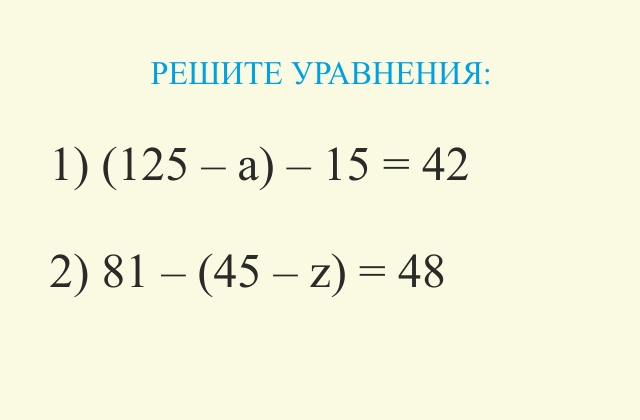 РЕШИТЕ УРАВНЕНИЯ:
1) (125 – a) – 15 = 42
2) 81 – (45 – z) = 48